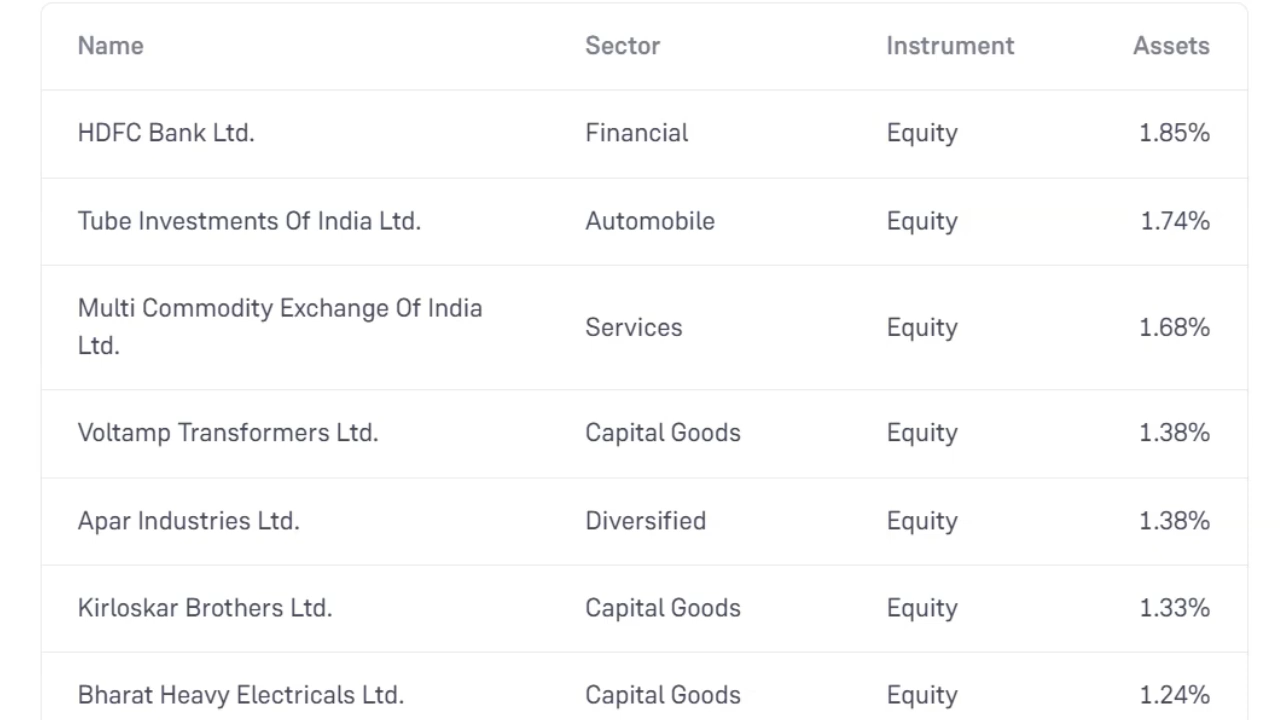 Name Sector Instrument Assets
HDFC Bank Ltd. Financial Equity 1.85%
Tube Investments Of India Ltd. Automobile Equity 1.74%
Multi Commodity Exchange Of India
Ltd. Services Equity 1.68%
Voltamp Transformers Ltd. Capital Goods Equity 1.38%
Apar Industries Ltd. Diversified Equity 1.38%
Kirloskar Brothers Ltd. Capital Goods Equity 1.33%
Bharat Heavy Electricals Ltd. Capital Goods Equity 1.24%